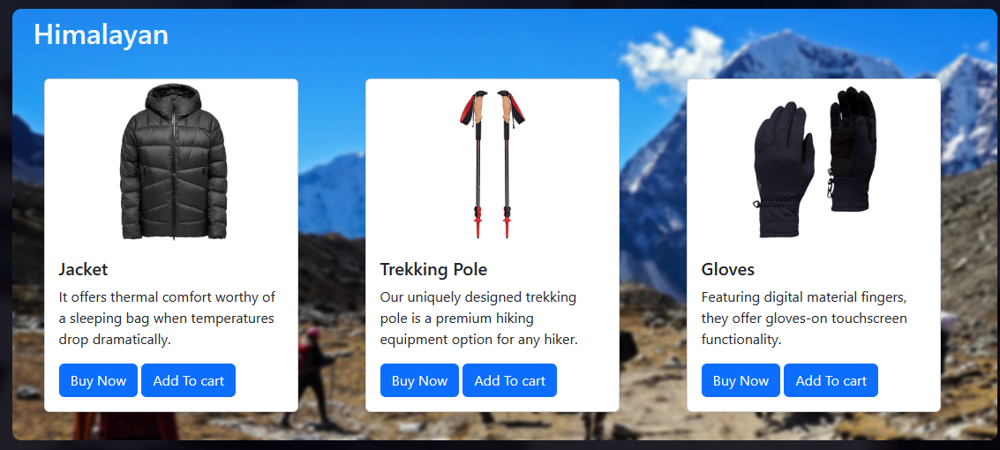 Himalayan
Jacket
It offers thermal comfort worthy of
a sleeping bag when temperatures
drop dramatically.
Buy Now
Add To cart
Trekking Pole
Our uniquely designed trekking
pole is a premium hiking
equipment option for any hiker.
Buy Now
Add To cart
Gloves
Featuring digital material fingers,
they offer gloves-on touchscreen
functionality.
Buy Now
Add To cart